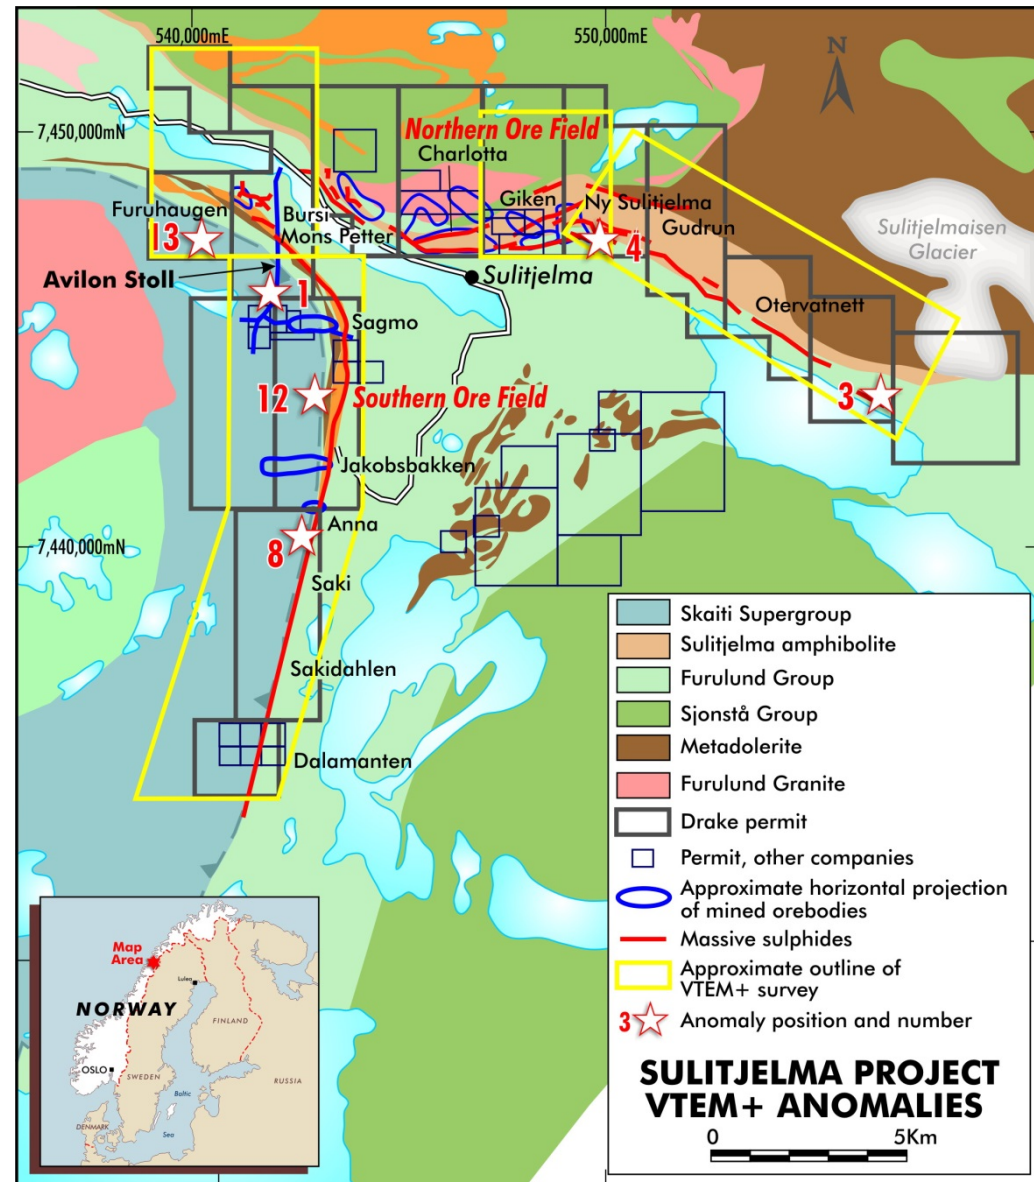 540,000mE
550,000mE
N
7,450,000mN
Northern Ore Field
Charlotta
Giken
Furuhaugen
13
Bursi
Mons Petter
Ny Sulitjelma
4
Gudrun
Sulitjelmaisen
Glacier
Avilon Stoll
1
Sulitjelma
Otervatnett
Sagmo
12
Southern Ore Field
3
Jakobsbakken
Anna
7,440,000mN
8
Saki
Sakidahlen
Dalamanten
Skaiti Supergroup
Sulitjelma amphibolite
Furulund Group
Sjonstå Group
Metadolerite
Furulund Granite
Drake permit
Permit, other companies
Approximate horizontal projection
of mined orebodies
Massive sulphides
Approximate outline of
VTEM+ survey
3
Anomaly position and number
SULITJELMA PROJECT
VTEM+ ANOMALIES
0 5Km
Map
Area
Lulea
NORWAY
FINLAND
OSLO
SWEDEN
RUSSIA
Baltic
Sea
DENMARK